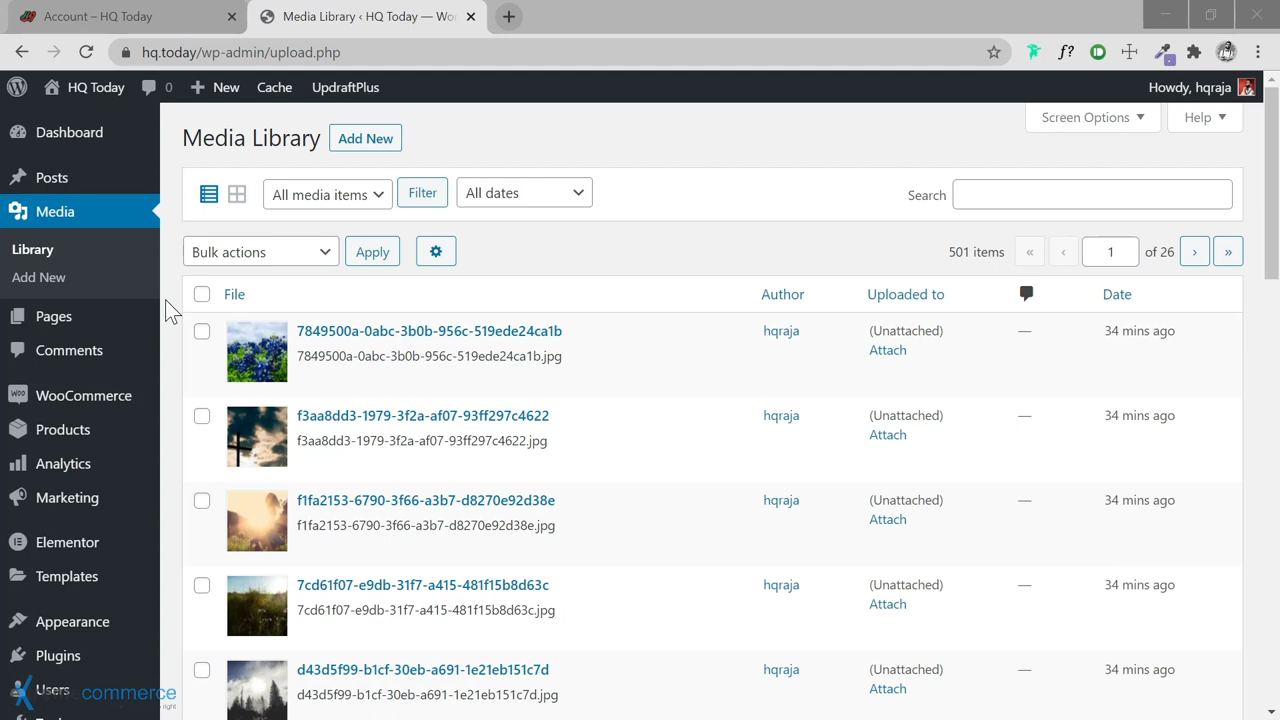 Account – HQ Today
Media Library ‹ HQ Today — Wor
hq.today/wp-admin/upload.php
f?
HQ Today
0
New
Cache
UpdraftPlus
Howdy, hqraja
Dashboard
Posts
Media
Library
Add New
Pages
Comments
WooCommerce
Products
Analytics
Marketing
Elementor
Templates
Appearance
Plugins
Users
commerce
right
Media Library
Add New
Screen Options
Help
All media items
Filter
All dates
Search
Bulk actions
Apply
501 items
«
‹
1
of 26
›
»
File
Author
Uploaded to
Date
7849500a-0abc-3b0b-956c-519ede24ca1b
7849500a-0abc-3b0b-956c-519ede24ca1b.jpg
hqraja
(Unattached)
Attach
—
34 mins ago
f3aa8dd3-1979-3f2a-af07-93ff297c4622
f3aa8dd3-1979-3f2a-af07-93ff297c4622.jpg
hqraja
(Unattached)
Attach
—
34 mins ago
f1fa2153-6790-3f66-a3b7-d8270e92d38e
f1fa2153-6790-3f66-a3b7-d8270e92d38e.jpg
hqraja
(Unattached)
Attach
—
34 mins ago
7cd61f07-e9db-31f7-a415-481f15b8d63c
7cd61f07-e9db-31f7-a415-481f15b8d63c.jpg
hqraja
(Unattached)
Attach
—
34 mins ago
d43d5f99-b1cf-30eb-a691-1e21eb151c7d
d43d5f99-b1cf-30eb-a691-1e21eb151c7d.jpg
hqraja
(Unattached)
Attach
—
34 mins ago